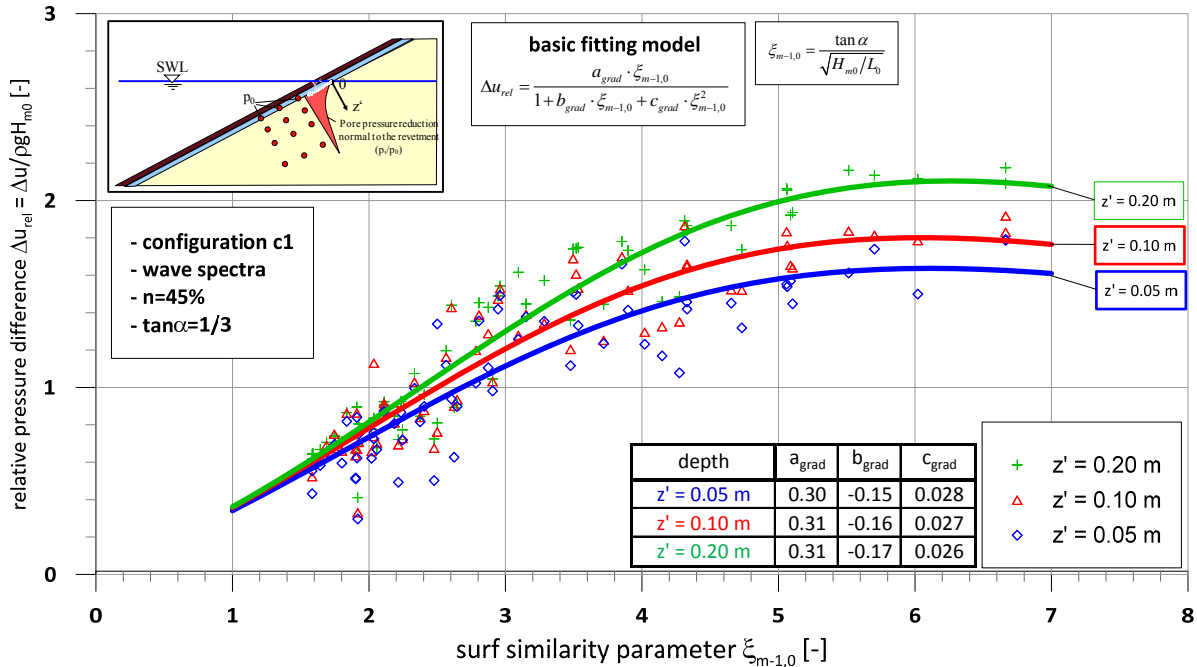 relative pressure difference Δu_rel = Δu/ρgH_m0 [-]
3
2
1
0
SWL
0
p₀
z'
Pore pressure reduction
normal to the revetment
(pᵢ/p₀)
basic fitting model
Δu_rel = a_grad · ξ_m−1,0 / (1 + b_grad · ξ_m−1,0 + c_grad · ξ²_m−1,0)
ξ_m−1,0 = tan α / √(H_m0/L₀)
- configuration c1
- wave spectra
- n=45%
- tanα=1/3
z' = 0.20 m
z' = 0.10 m
z' = 0.05 m
depth a_grad b_grad c_grad
z' = 0.05 m 0.30 -0.15 0.028
z' = 0.10 m 0.31 -0.16 0.027
z' = 0.20 m 0.31 -0.17 0.026
z' = 0.20 m
z' = 0.10 m
z' = 0.05 m
0 1 2 3 4 5 6 7 8
surf similarity parameter ξ_m-1,0 [-]